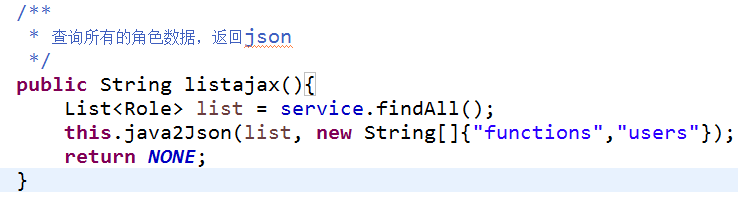 /**
 * 查询所有的角色数据，返回json
 */
public String listajax(){
    List<Role> list = service.findAll();
    this.java2Json(list, new String[]{"functions","users"});
    return NONE;
}